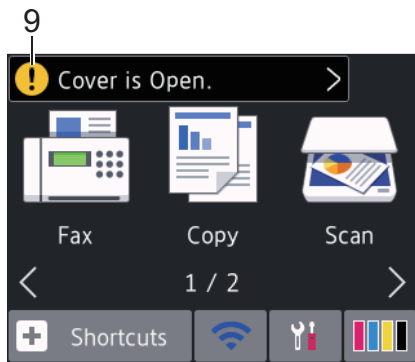 9
! Cover is Open. >
Fax Copy Scan
< 1 / 2 >
+ Shortcuts